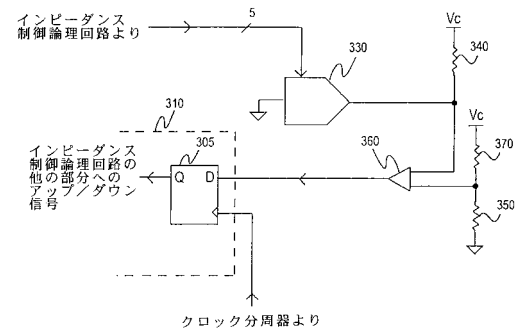 インピーダンス
制御論理回路より
5
330
Vc
340
310
Vc
インピーダンス
制御論理回路の
他の部分への
アップ/ダウン
信号
305
Q D
360
370
350
クロック分周器より